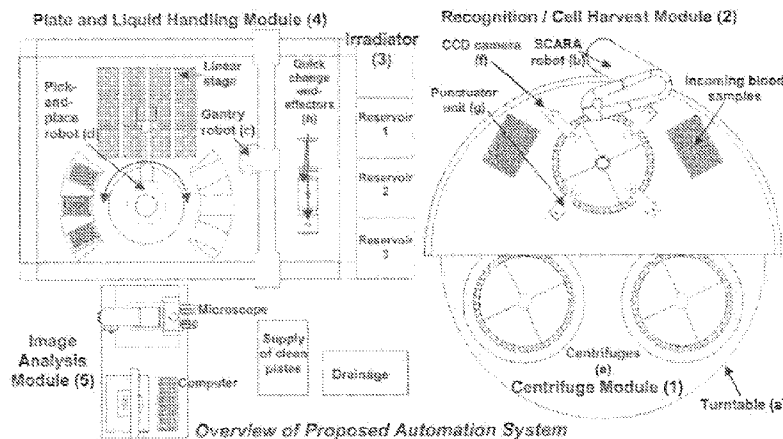 Plate and Liquid Handling Module (4)
Recognition / Cell Harvest Module (2)
Irradiator
(3)
Linear
stage
Quick
change
end-
effectors
(h)
Pick-
and-
place
robot (d)
Gantry
robot (c)
Reservoir
1
Reservoir
2
Reservoir
3
CCD camera
(f)
SCARA
robot (b)
Punctuator
unit (g)
Incoming blood
samples
Image
Analysis
Module (5)
Microscope
Computer
Supply
of clean
plates
Drainage
Centrifuges
(e)
Centrifuge Module (1)
Turntable (a)
Overview of Proposed Automation System